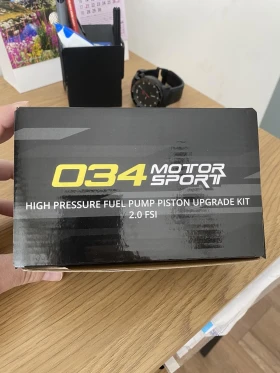 034 MOTOR
SPORT
HIGH PRESSURE FUEL PUMP PISTON UPGRADE KIT
2.0 FSI